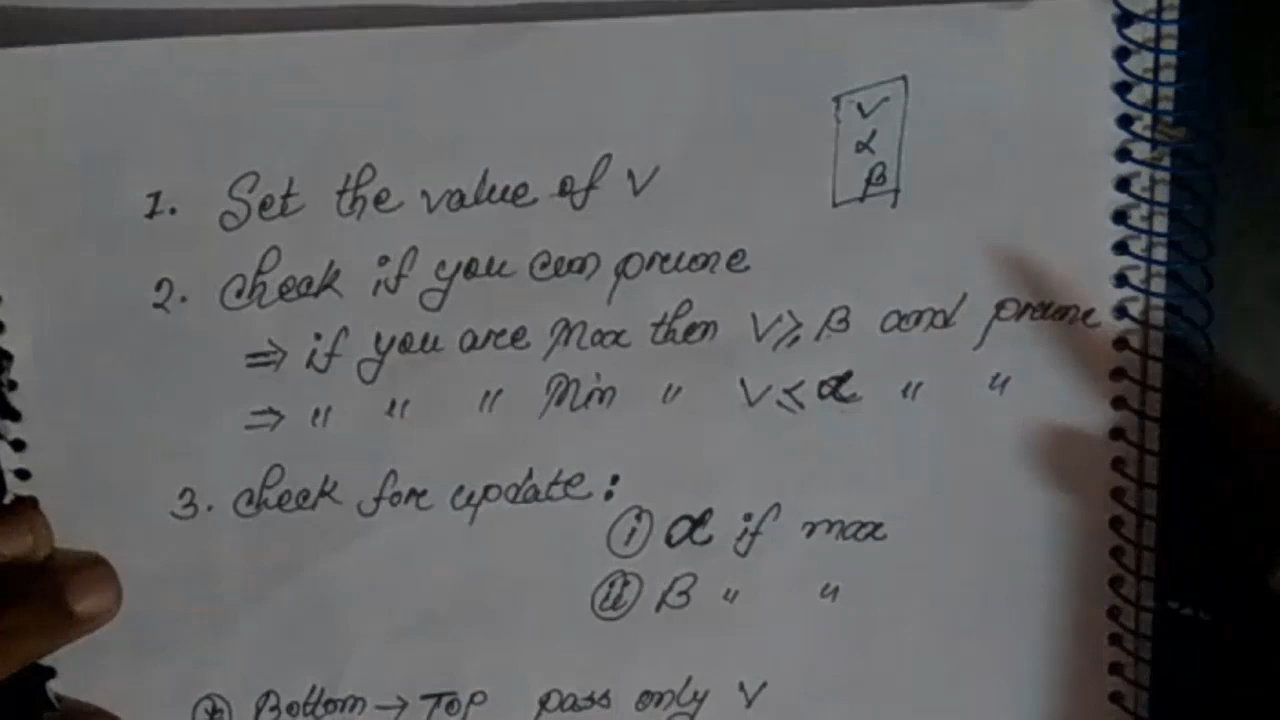 V
α
β
1. Set the value of v
2. check if you can prune
⇒ if you are Max then V ≥ β and prune
⇒ " " " Min " V ≤ α " "
3. check for update :
(i) α if max
(ii) β " "
Bottom → TOP pass only V